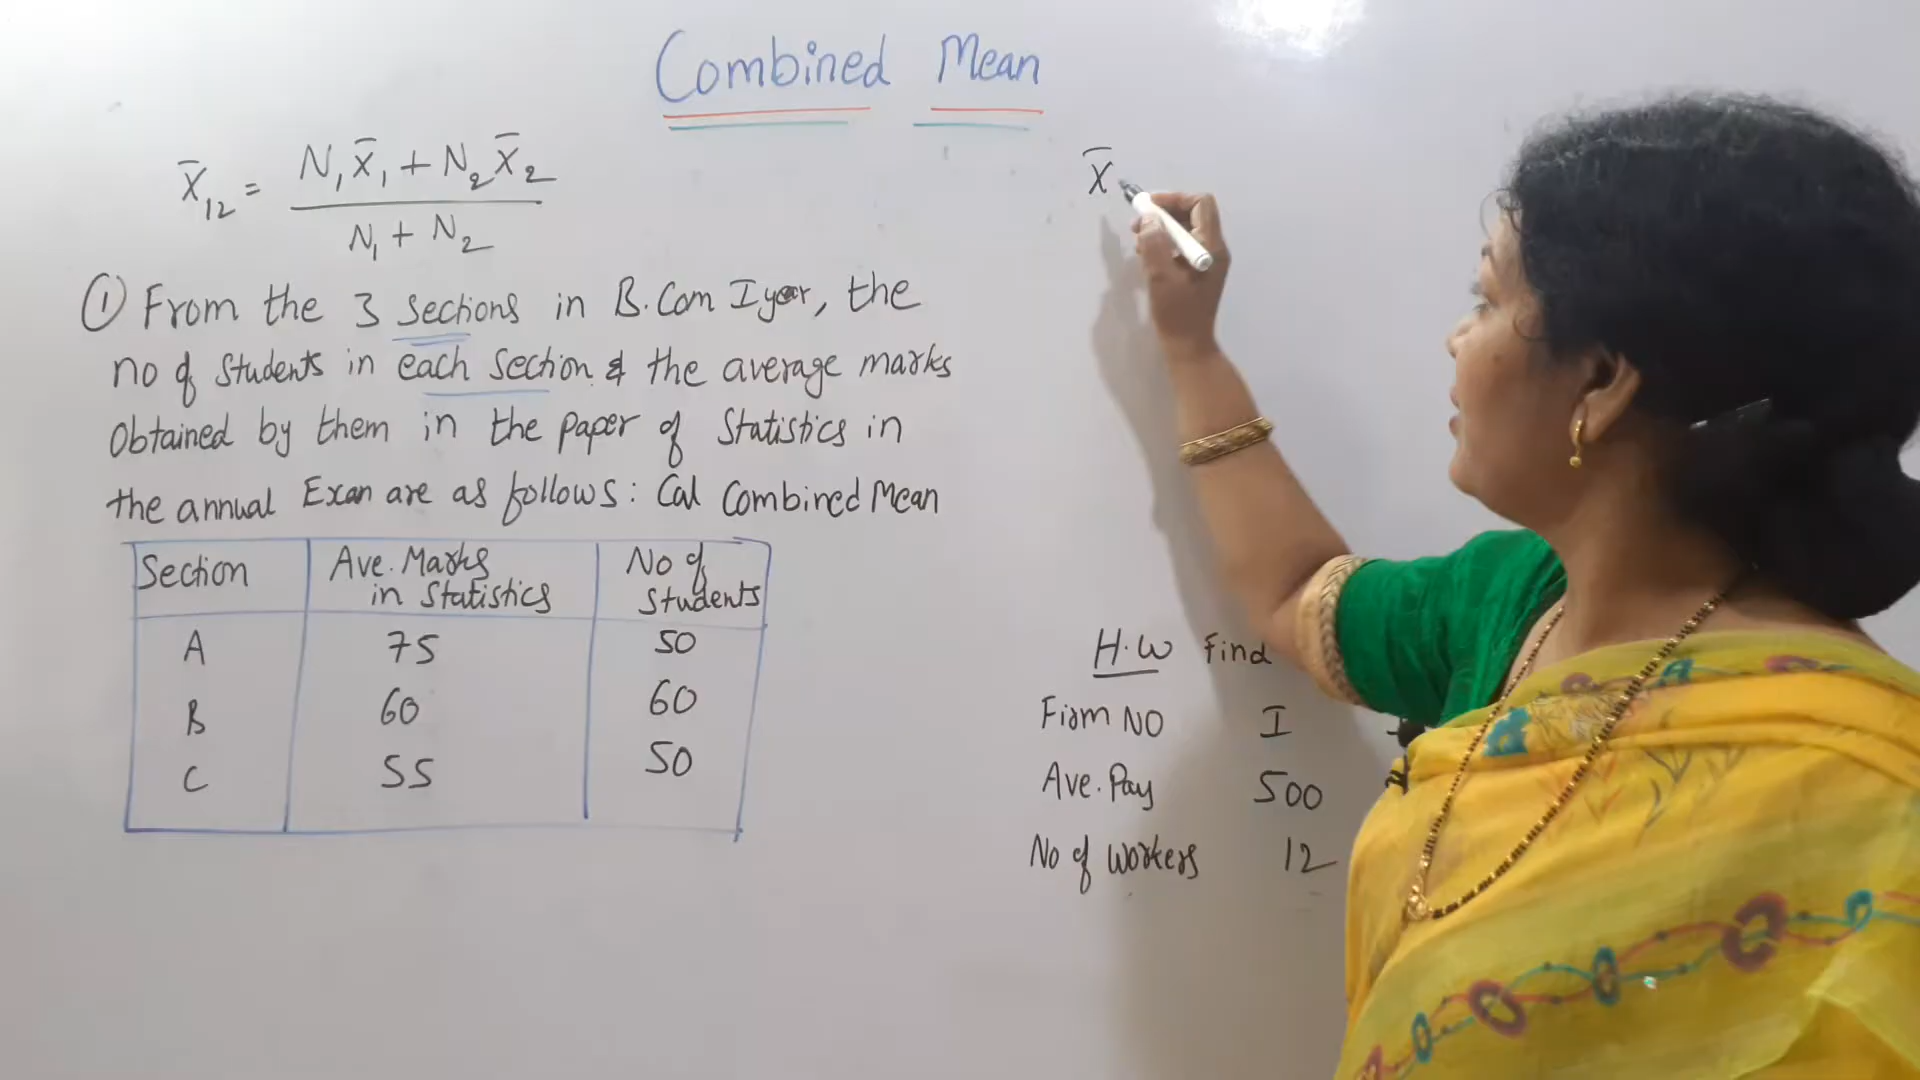 Combined Mean
X̄₁₂ = N₁X̄₁ + N₂X̄₂
N₁ + N₂
① From the 3 Sections in B.Com I year, the
no of Students in each Section & the average marks
Obtained by them in the paper of Statistics in
the annual Exam are as follows: Cal Combined Mean
Section Ave. Marks in Statistics No of Students
A 75 50
B 60 60
C 55 50
X̄
H.W Find
Firm NO I
Ave. Pay 500
No of Workers 12